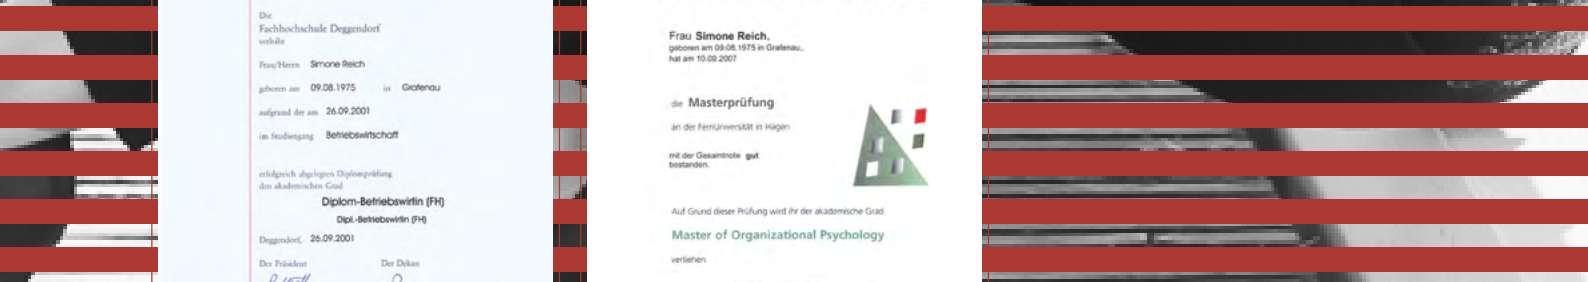 Die
Fachhochschule Deggendorf
verleiht
Frau/Herrn Simone Reich
geboren am 09.08.1975 in Grafenau
aufgrund der am 26.09.2001
im Studiengang Betriebswirtschaft
erfolgreich abgelegten Diplomprüfung
den akademischen Grad
Diplom-Betriebswirtin (FH)
Dipl.-Betriebswirtin (FH)
Deggendorf, 26.09.2001
Der Präsident Der Dekan
Frau Simone Reich,
geboren am 09.08.1975 in Grafenau,
hat am 10.09.2007
die Masterprüfung
an der FernUniversität in Hagen
mit der Gesamtnote gut
bestanden.
Auf Grund dieser Prüfung wird ihr der akademische Grad
Master of Organizational Psychology
verliehen